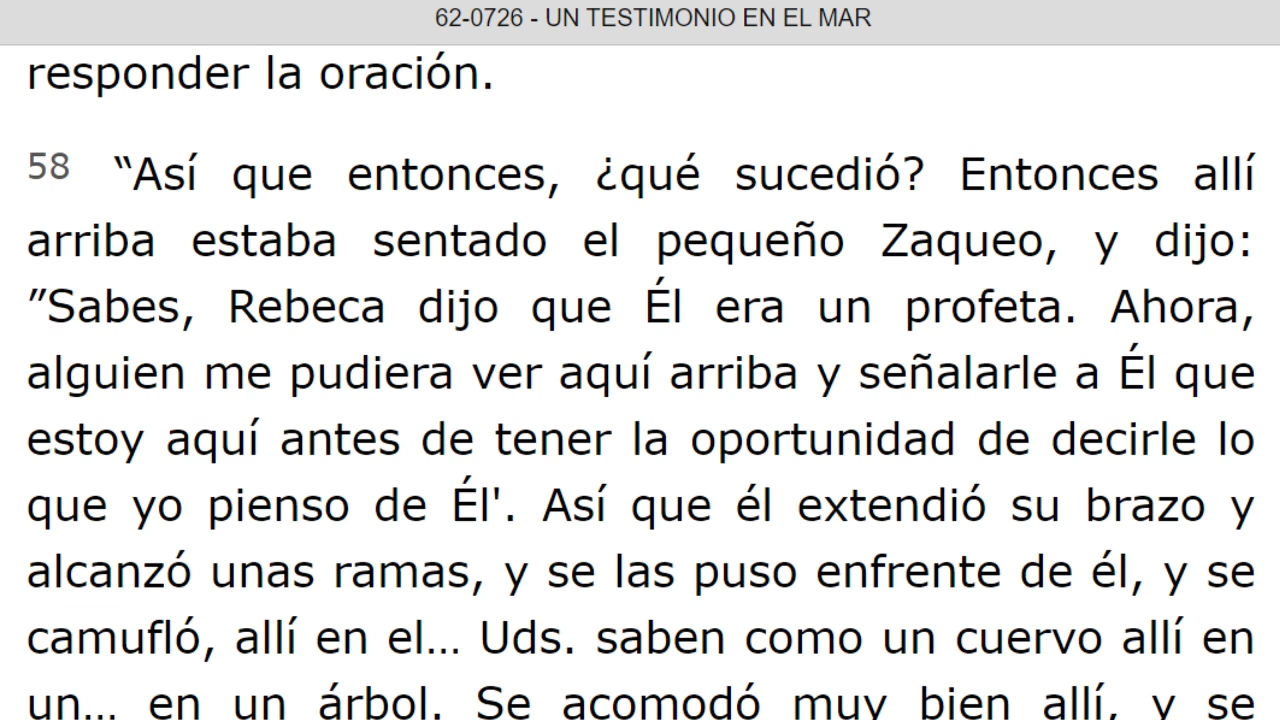 62-0726 - UN TESTIMONIO EN EL MAR
responder la oración.
58 “Así que entonces, ¿qué sucedió? Entonces allí
arriba estaba sentado el pequeño Zaqueo, y dijo:
”Sabes, Rebeca dijo que Él era un profeta. Ahora,
alguien me pudiera ver aquí arriba y señalarle a Él que
estoy aquí antes de tener la oportunidad de decirle lo
que yo pienso de Él'. Así que él extendió su brazo y
alcanzó unas ramas, y se las puso enfrente de él, y se
camufló, allí en el… Uds. saben como un cuervo allí en
un… en un árbol. Se acomodó muy bien allí, y se